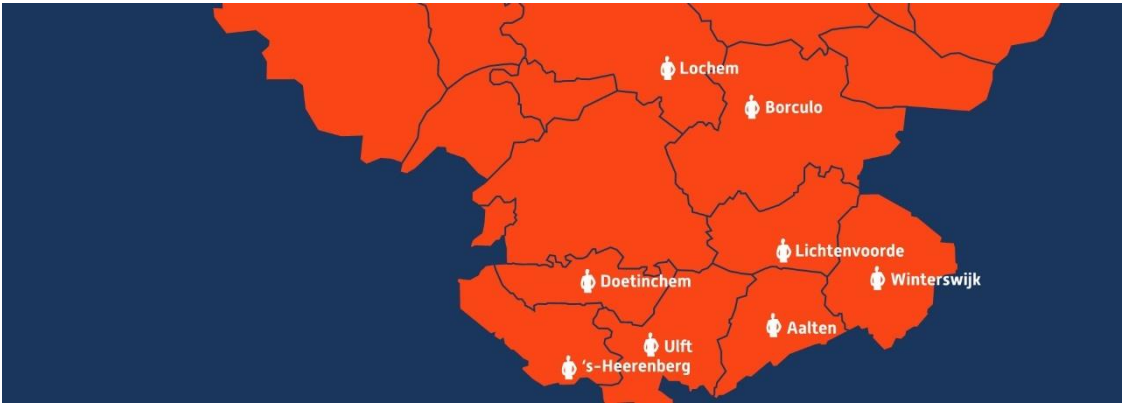 Lochem
Borculo
Lichtenvoorde
Winterswijk
Doetinchem
Aalten
Ulft
's-Heerenberg